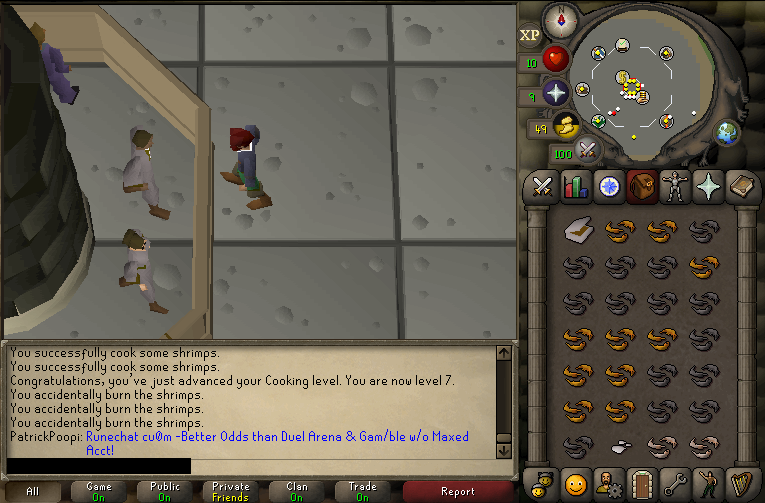 N
XP
10
9
49
100
You successfully cook some shrimps.
You successfully cook some shrimps.
Congratulations, you've just advanced your Cooking level. You are now level 7.
You accidentally burn the shrimps.
You accidentally burn the shrimps.
You accidentally burn the shrimps.
PatrickPoopi: Runechat cu0m -Better Odds than Duel Arena & Gam/ble w/o Maxed
Acct!
All
Game
On
Public
On
Private
Friends
Clan
On
Trade
On
Report